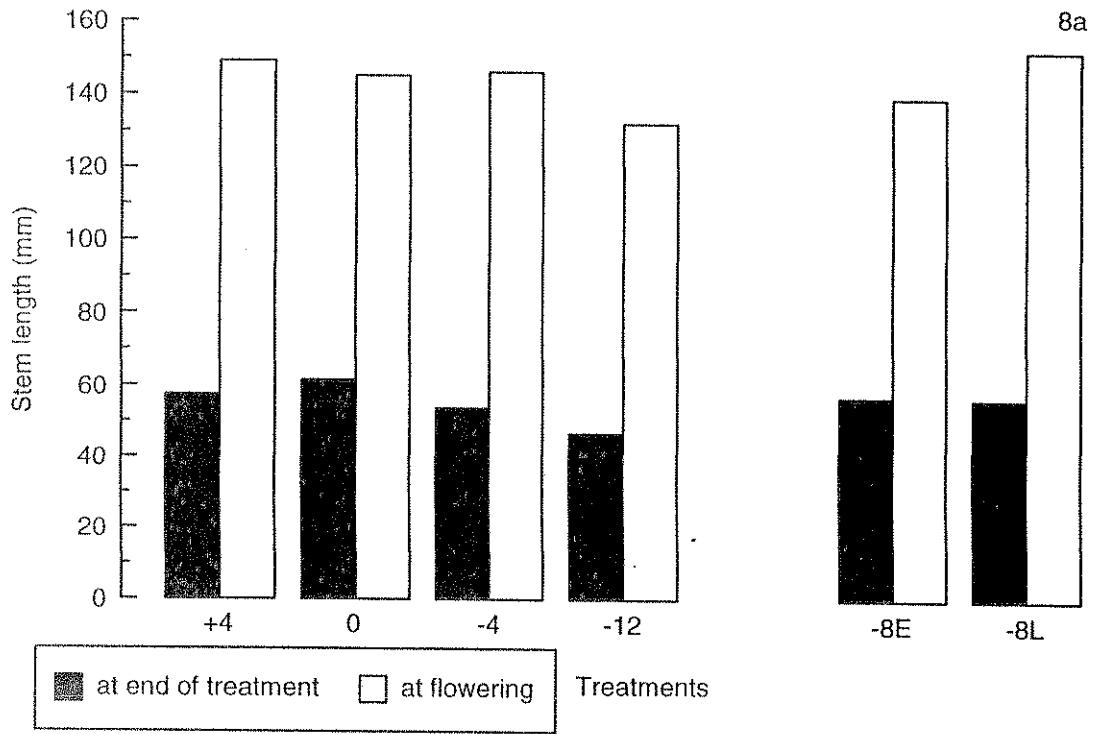 8a
160
140
120
100
80
60
40
20
0
Stem length (mm)
+4 0 -4 -12 -8E -8L
at end of treatment at flowering Treatments